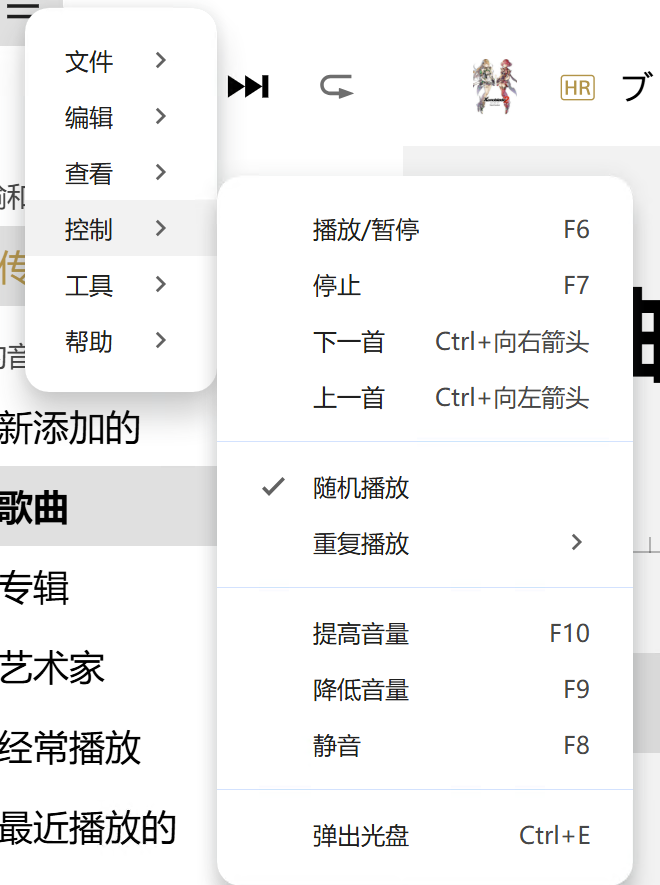 文件
编辑
查看
控制
工具
帮助
HR
ブ
播放/暂停 F6
停止 F7
下一首 Ctrl+向右箭头
上一首 Ctrl+向左箭头
随机播放
重复播放
提高音量 F10
降低音量 F9
静音 F8
弹出光盘 Ctrl+E
和
传
的音
新添加的
歌曲
专辑
艺术家
经常播放
最近播放的